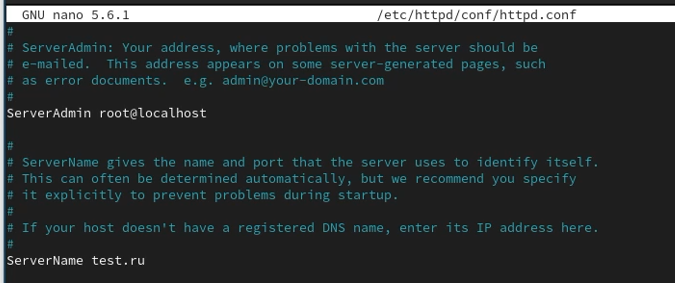 GNU nano 5.6.1 /etc/httpd/conf/httpd.conf
#
# ServerAdmin: Your address, where problems with the server should be
# e-mailed.  This address appears on some server-generated pages, such
# as error documents.  e.g. admin@your-domain.com
#
ServerAdmin root@localhost

#
# ServerName gives the name and port that the server uses to identify itself.
# This can often be determined automatically, but we recommend you specify
# it explicitly to prevent problems during startup.
#
# If your host doesn't have a registered DNS name, enter its IP address here.
#
ServerName test.ru